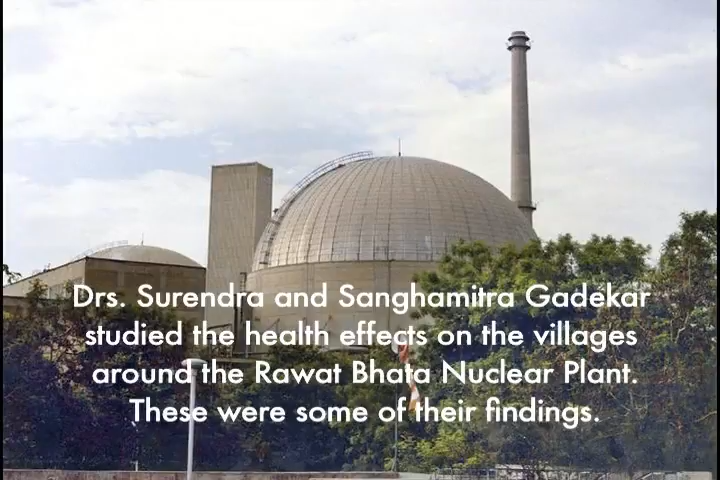 Drs. Surendra and Sanghamitra Gadekar
studied the health effects on the villages
around the Rawat Bhata Nuclear Plant.
These were some of their findings.